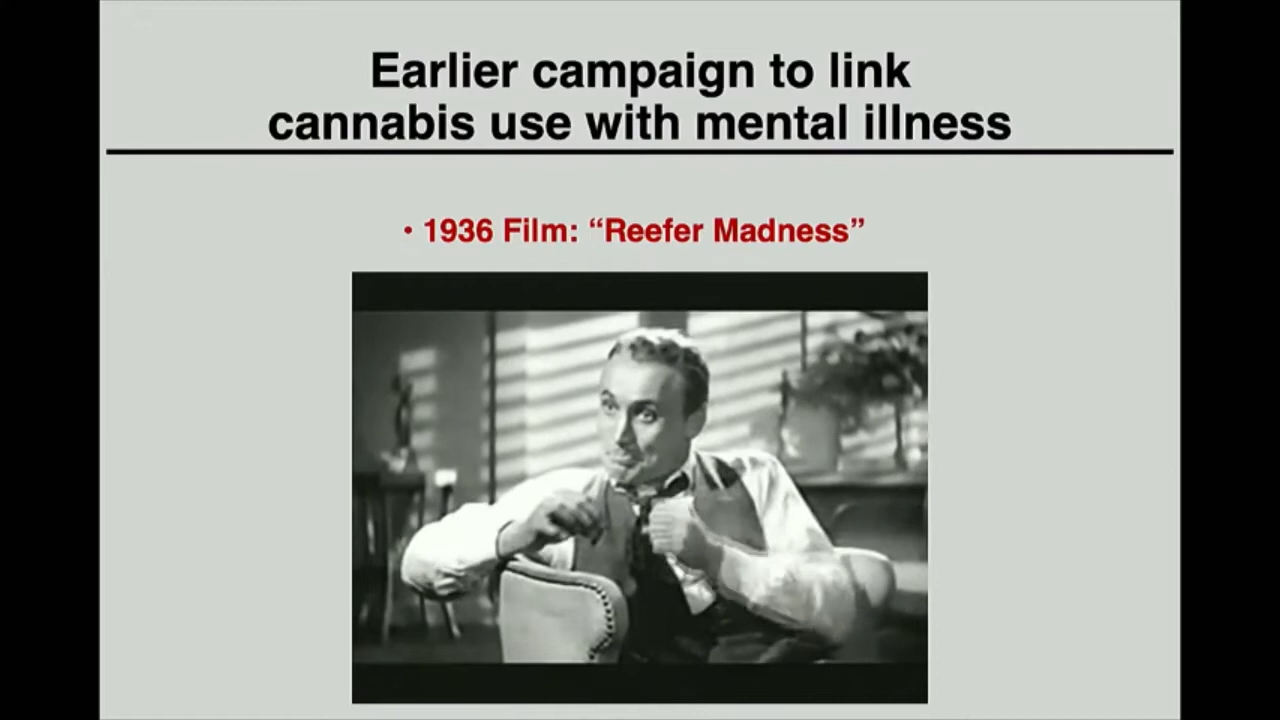 Earlier campaign to link
cannabis use with mental illness
• 1936 Film: “Reefer Madness”